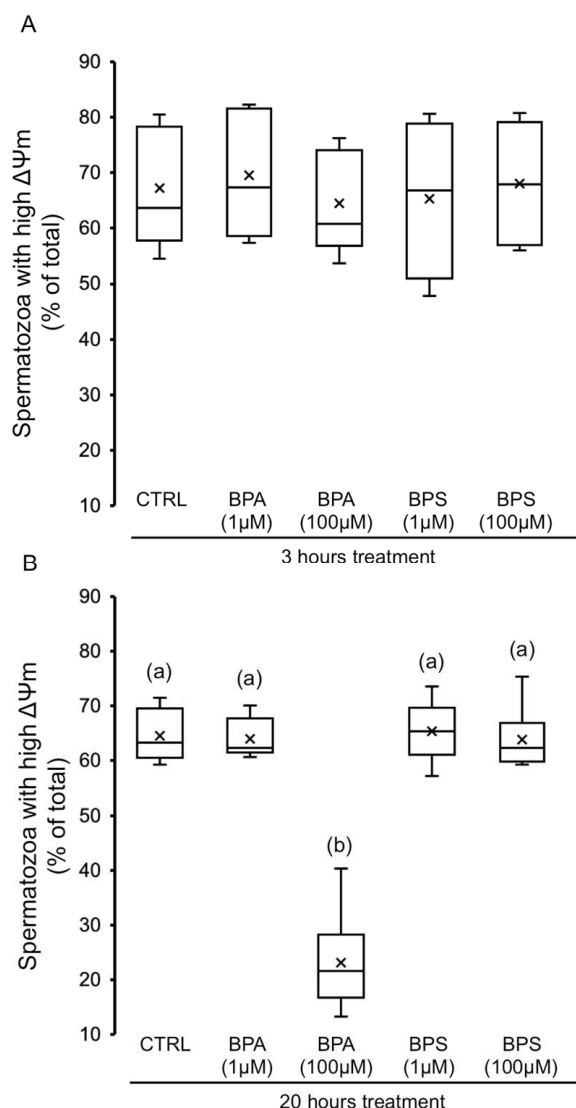 A
Spermatozoa with high ΔΨm
(% of total)
90
80
70
60
50
40
30
20
10
CTRL
BPA
(1μM)
BPA
(100μM)
BPS
(1μM)
BPS
(100μM)
3 hours treatment
B
Spermatozoa with high ΔΨm
(% of total)
90
80
70
60
50
40
30
20
10
(a)
(a)
(b)
(a)
(a)
CTRL
BPA
(1μM)
BPA
(100μM)
BPS
(1μM)
BPS
(100μM)
20 hours treatment